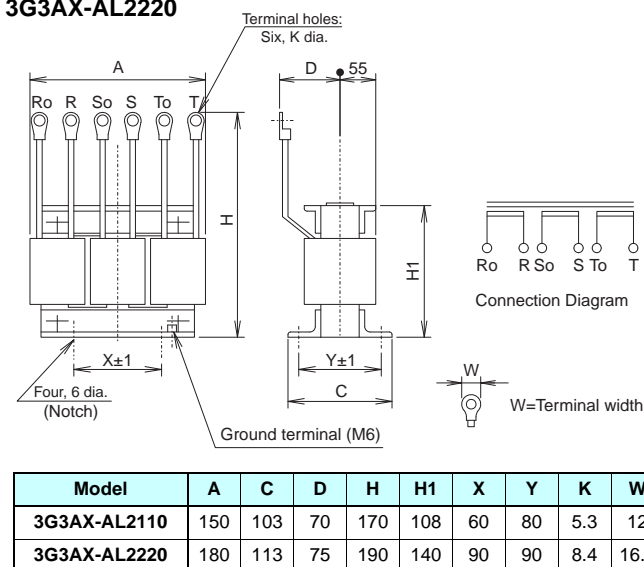 3G3AX-AL2220
Terminal holes:
Six, K dia.
A
D
55
Ro R So S To T
H
H1
Ro R So S To T
Connection Diagram
X±1
Y±1
C
W
W=Terminal width
Four, 6 dia.
(Notch)
Ground terminal (M6)
Model A C D H H1 X Y K W
3G3AX-AL2110 150 103 70 170 108 60 80 5.3 12
3G3AX-AL2220 180 113 75 190 140 90 90 8.4 16.